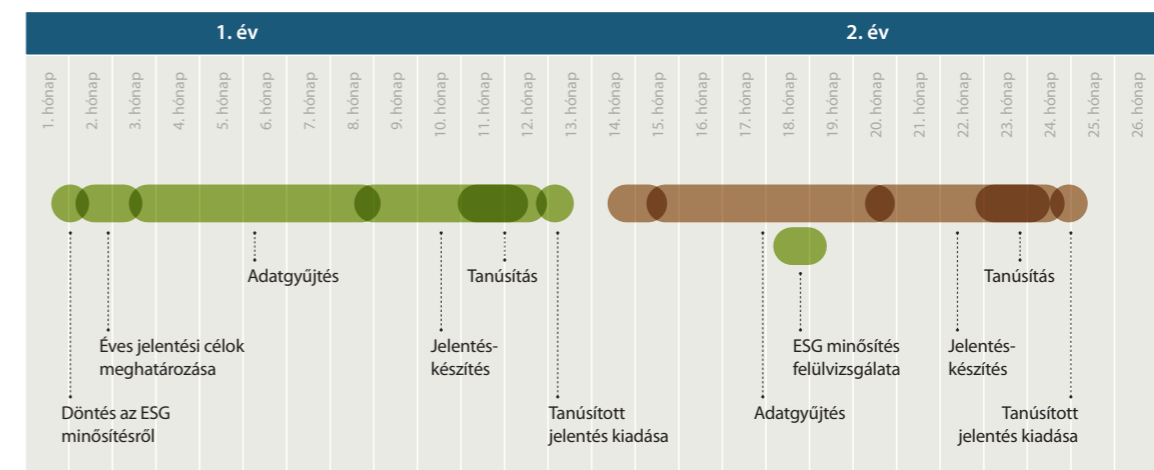 1. év
2. év
1. hónap
2. hónap
3. hónap
4. hónap
5. hónap
6. hónap
7. hónap
8. hónap
9. hónap
10. hónap
11. hónap
12. hónap
13. hónap
14. hónap
15. hónap
16. hónap
17. hónap
18. hónap
19. hónap
20. hónap
21. hónap
22. hónap
23. hónap
24. hónap
25. hónap
26. hónap
Adatgyűjtés
Tanúsítás
Tanúsítás
Éves jelentési célok
meghatározása
Jelentés-
készítés
ESG minősítés
felülvizsgálata
Jelentés-
készítés
Döntés az ESG
minősítésről
Tanúsított
jelentés kiadása
Adatgyűjtés
Tanúsított
jelentés kiadása